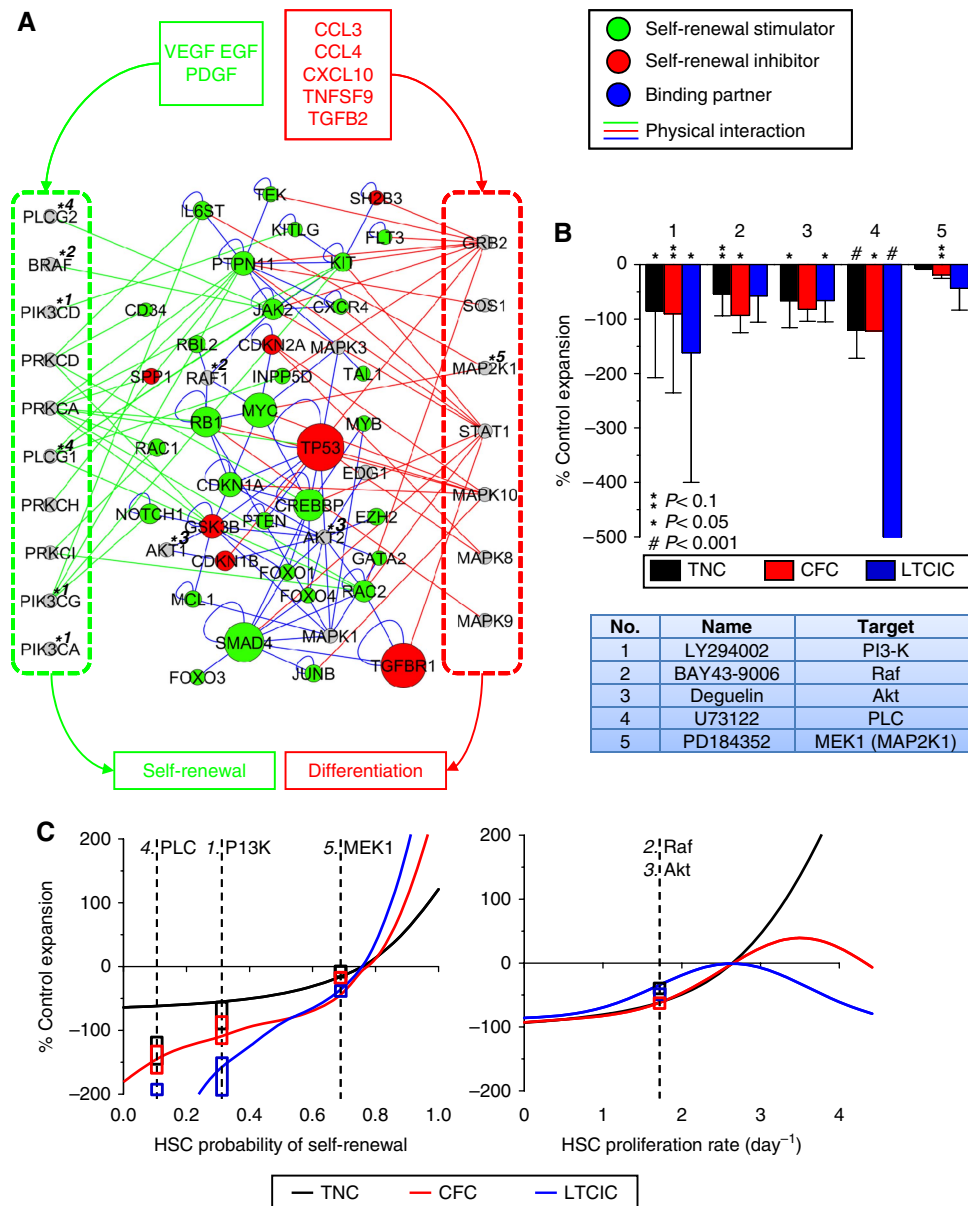 A
VEGF EGF
PDGF
CCL3
CCL4
CXCL10
TNFSF9
TGFB2
Self-renewal stimulator
Self-renewal inhibitor
Binding partner
Physical interaction
PLCG2 *4
BRAF *2
PIK3CD *1
PRKCD
PRKCA
PLCG1 *4
PRKCH
PRKCI
PIK3CG *1
PIK3CA *1
TEK
SH2B3
IL6ST
KITLG
FLT3
PTPN11
KIT
CD34
JAK2
CXCR4
RBL2
CDKN2A
MAPK3
SPP1
RAF1 *2
INPP5D
TAL1
RB1
MYC
MYB
RAC1
TP53
EDG1
CDKN1A
CREBBP
NOTCH1
GSK3B
PTEN
EZH2
AKT1 *3
AKT2 *3
CDKN1B
GATA2
FOXO1
MCL1
FOXO4
RAC2
SMAD4
MAPK1
TGFBR1
FOXO3
JUNB
GRB2
SOS1
MAP2K1 *5
STAT1
MAPK10
MAPK8
MAPK9
Self-renewal
Differentiation
B
1 2 3 4 5
* * * * * * * * * * # * # * *
% Control expansion
0
−100
−200
−300
−400
−500
* * P< 0.1
* P< 0.05
# P< 0.001
TNC CFC LTCIC
No. Name Target
1 LY294002 PI3-K
2 BAY43-9006 Raf
3 Deguelin Akt
4 U73122 PLC
5 PD184352 MEK1 (MAP2K1)
C
% Control expansion
200
100
0
−100
−200
4. PLC 1. P13K 5. MEK1
0.0 0.2 0.4 0.6 0.8 1.0
HSC probability of self-renewal
200
100
0
−100
−200
2. Raf
3. Akt
0 1 2 3 4
HSC proliferation rate (day−1)
TNC CFC LTCIC